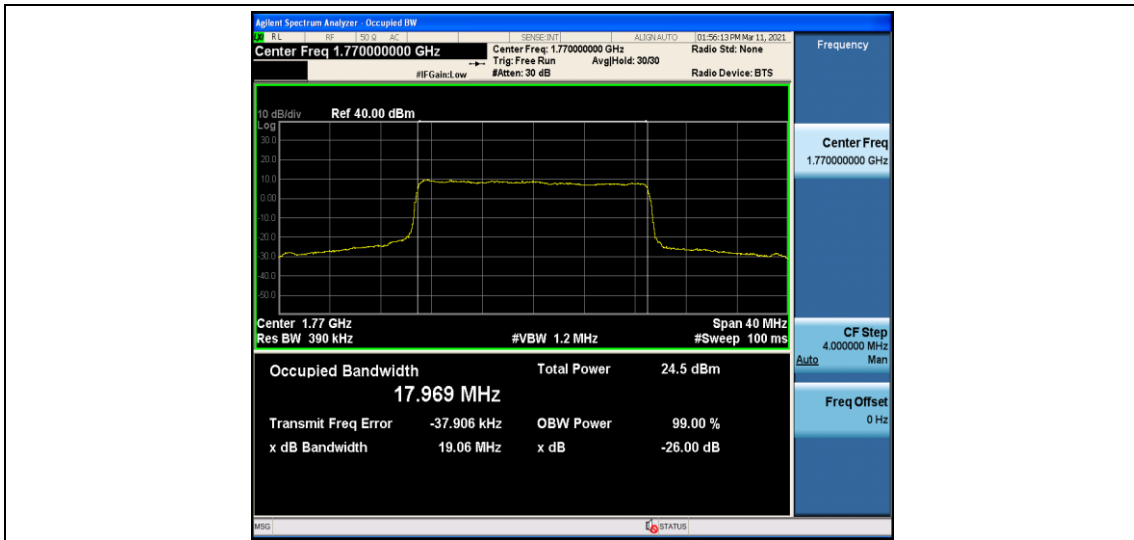 Agilent Spectrum Analyzer - Occupied BW
LXI RL RF 50 Ω AC SENSE:INT ALIGN AUTO 01:56:13 PM Mar 11, 2021
Center Freq 1.770000000 GHz
Center Freq: 1.770000000 GHz
Radio Std: None
Trig: Free Run Avg|Hold: 30/30
#IFGain:Low #Atten: 30 dB
Radio Device: BTS
10 dB/div Ref 40.00 dBm
Log
30.0
20.0
10.0
0.00
-10.0
-20.0
-30.0
-40.0
-50.0
Center 1.77 GHz Span 40 MHz
Res BW 390 kHz #VBW 1.2 MHz #Sweep 100 ms
Occupied Bandwidth Total Power 24.5 dBm
17.969 MHz
Transmit Freq Error -37.906 kHz OBW Power 99.00 %
x dB Bandwidth 19.06 MHz x dB -26.00 dB
MSG STATUS
Frequency
Center Freq
1.770000000 GHz
CF Step
4.000000 MHz
Auto Man
Freq Offset
0 Hz